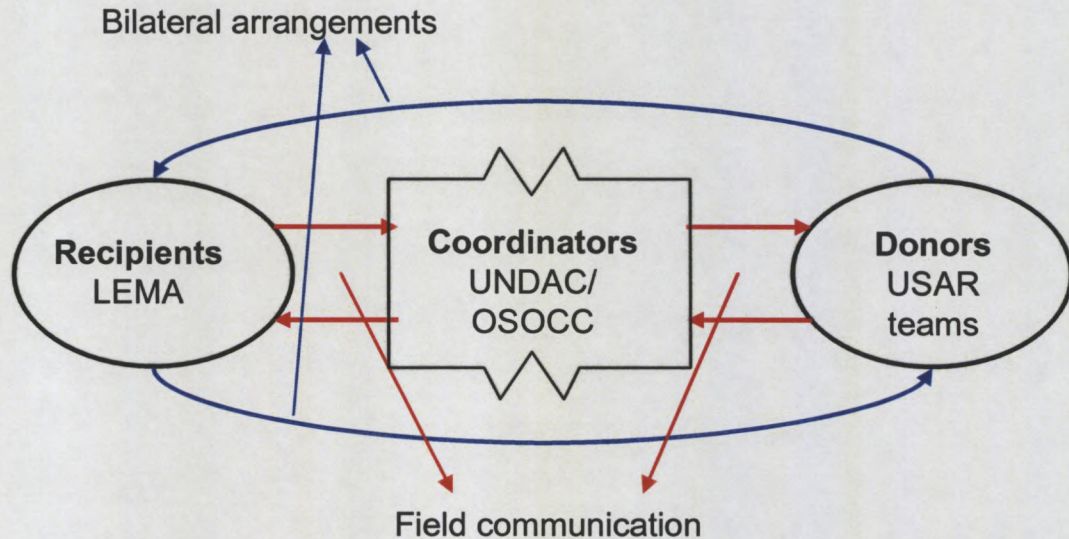 Bilateral arrangements
Recipients
LEMA
Coordinators
UNDAC/
OSOCC
Donors
USAR
teams
Field communication